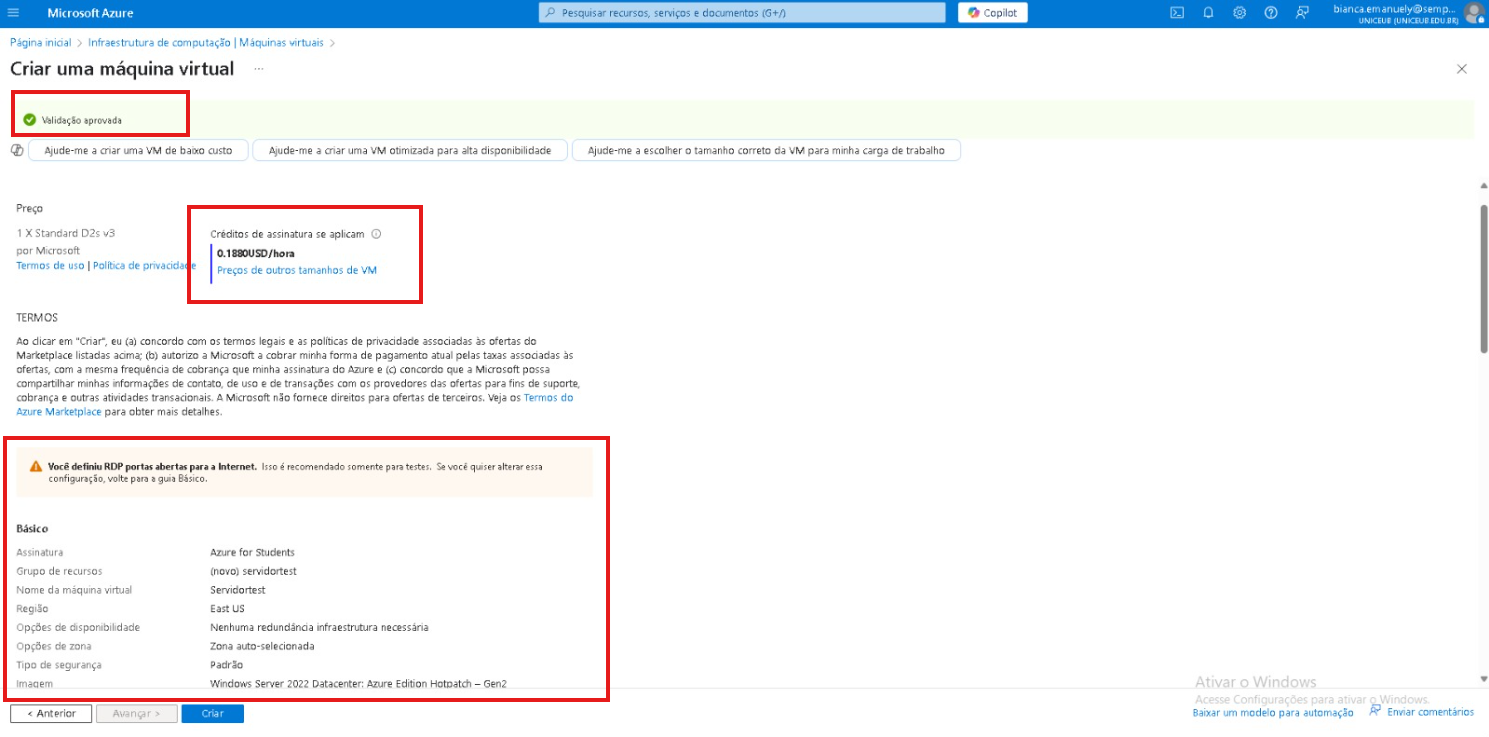 Microsoft Azure
Pesquisar recursos, serviços e documentos (G+/)
Copilot
bianca.emanuely@semp...
UNICEUB (UNICEUB.EDU.BR)
Página inicial > Infraestrutura de computação | Máquinas virtuais >
Criar uma máquina virtual ...
Validação aprovada
Ajude-me a criar uma VM de baixo custo
Ajude-me a criar uma VM otimizada para alta disponibilidade
Ajude-me a escolher o tamanho correto da VM para minha carga de trabalho
Preço
1 X Standard D2s v3
por Microsoft
Termos de uso | Política de privacidade
Créditos de assinatura se aplicam
0.1880USD/hora
Preços de outros tamanhos de VM
TERMOS
Ao clicar em "Criar", eu (a) concordo com os termos legais e as políticas de privacidade associadas às ofertas do
Marketplace listadas acima; (b) autorizo a Microsoft a cobrar minha forma de pagamento atual pelas taxas associadas às
ofertas, com a mesma frequência de cobrança que minha assinatura do Azure e (c) concordo que a Microsoft possa
compartilhar minhas informações de contato, de uso e de transações com os provedores das ofertas para fins de suporte,
cobrança e outras atividades transacionais. A Microsoft não fornece direitos para ofertas de terceiros. Veja os Termos do
Azure Marketplace para obter mais detalhes.
Você definiu RDP portas abertas para a Internet. Isso é recomendado somente para testes. Se você quiser alterar essa
configuração, volte para a guia Básico.
Básico
Assinatura Azure for Students
Grupo de recursos (novo) servidortest
Nome da máquina virtual Servidortest
Região East US
Opções de disponibilidade Nenhuma redundância infraestrutura necessária
Opções de zona Zona auto-selecionada
Tipo de segurança Padrão
Imagem Windows Server 2022 Datacenter: Azure Edition Hotpatch – Gen2
Ativar o Windows
Acesse Configurações para ativar o Windows.
< Anterior
Avançar >
Criar
Baixar um modelo para automação
Enviar comentários